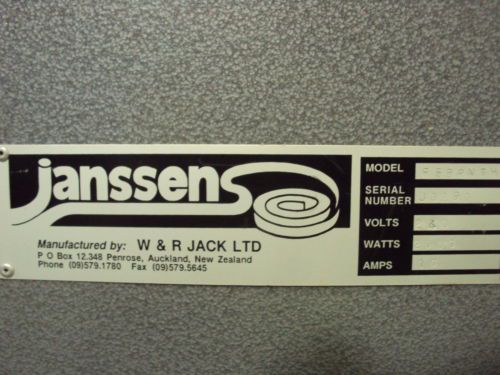 janssens
Manufactured by: W & R JACK LTD
P O Box 12.348 Penrose, Auckland, New Zealand
Phone (09)579.1780 Fax (09)579.5645
MODEL
SERIAL
NUMBER
VOLTS
WATTS
AMPS